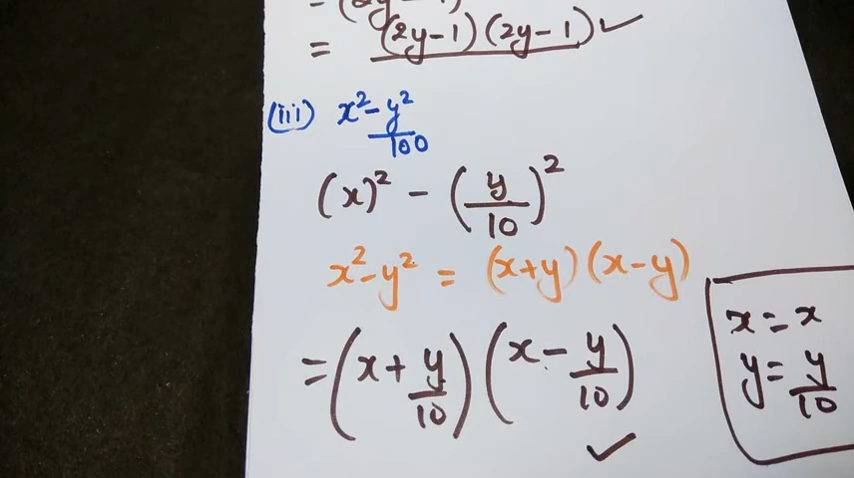 = (2y-1)(2y-1) ✓
(iii) x² - y²/100
(x)² - (y/10)²
x² - y² = (x+y)(x-y)
= (x + y/10)(x - y/10)
✓
x = x
y = y/10